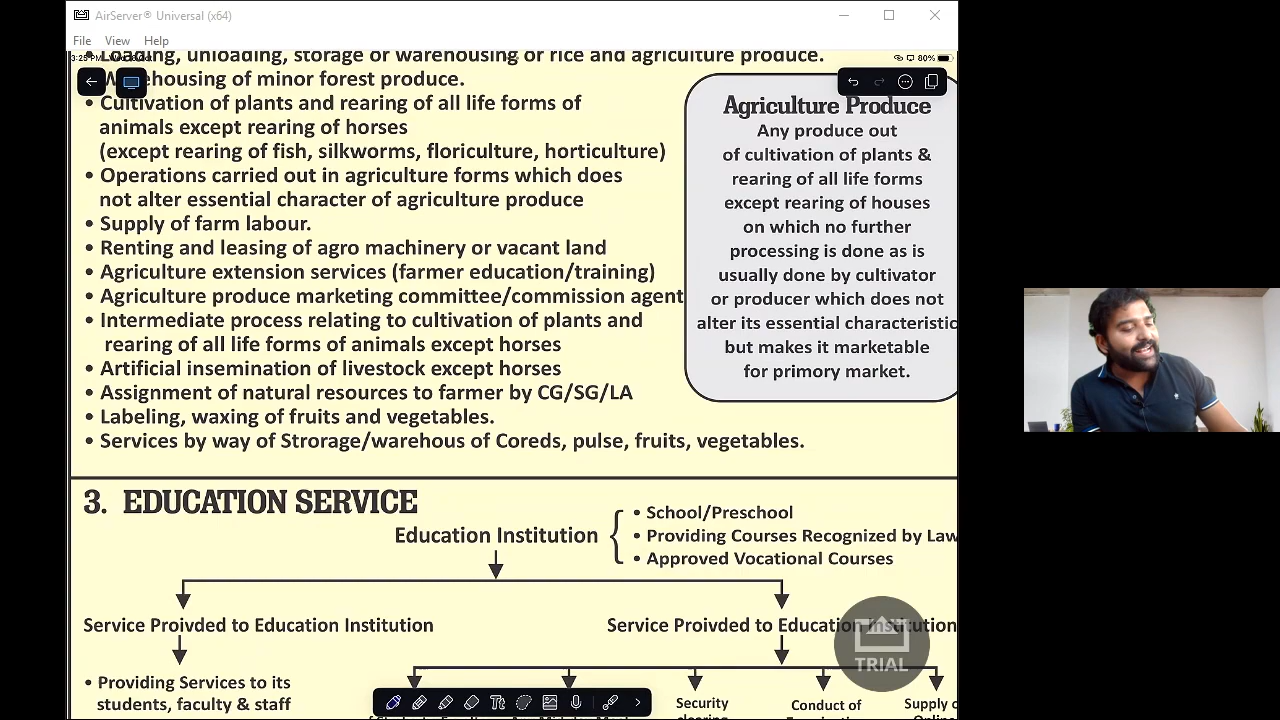 AirServer® Universal (x64)
File View Help
Loading, unloading, storage or warehousing or rice and agriculture produce.
80%
housing of minor forest produce.
• Cultivation of plants and rearing of all life forms of
animals except rearing of horses
(except rearing of fish, silkworms, floriculture, horticulture)
• Operations carried out in agriculture forms which does
not alter essential character of agriculture produce
• Supply of farm labour.
• Renting and leasing of agro machinery or vacant land
• Agriculture extension services (farmer education/training)
• Agriculture produce marketing committee/commission agent
• Intermediate process relating to cultivation of plants and
rearing of all life forms of animals except horses
• Artificial insemination of livestock except horses
• Assignment of natural resources to farmer by CG/SG/LA
• Labeling, waxing of fruits and vegetables.
• Services by way of Strorage/warehous of Coreds, pulse, fruits, vegetables.
Agriculture Produce
Any produce out
of cultivation of plants &
rearing of all life forms
except rearing of houses
on which no further
processing is done as is
usually done by cultivator
or producer which does not
alter its essential characteristic
but makes it marketable
for primory market.
3. EDUCATION SERVICE
Education Institution
• School/Preschool
• Providing Courses Recognized by Law
• Approved Vocational Courses
Service Proivded to Education Institution
Service Proivded to Education Institution
TRIAL
• Providing Services to its
students, faculty & staff
Security
Conduct of
Supply